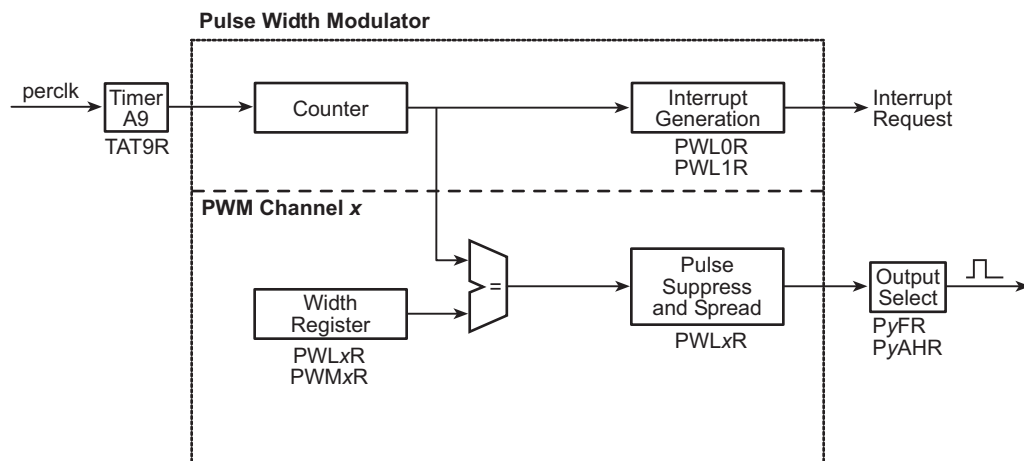 Pulse Width Modulator
perclk
Timer
A9
TAT9R
Counter
Interrupt
Generation
PWL0R
PWL1R
Interrupt
Request
PWM Channel x
Width
Register
PWLxR
PWMxR
=
Pulse
Suppress
and Spread
PWLxR
Output
Select
PyFR
PyAHR